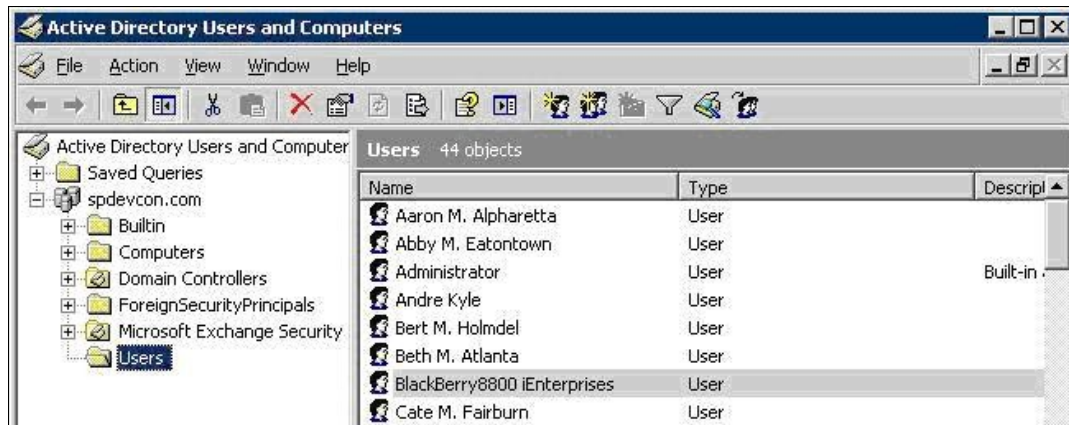 Active Directory Users and Computers
File Action View Window Help
Active Directory Users and Computer
Saved Queries
spdevcon.com
Builtin
Computers
Domain Controllers
ForeignSecurityPrincipals
Microsoft Exchange Security
Users
Users 44 objects
Name Type Descripl
Aaron M. Alpharetta User
Abby M. Eatontown User
Administrator User Built-in
Andre Kyle User
Bert M. Holmdel User
Beth M. Atlanta User
BlackBerry8800 iEnterprises User
Cate M. Fairburn User